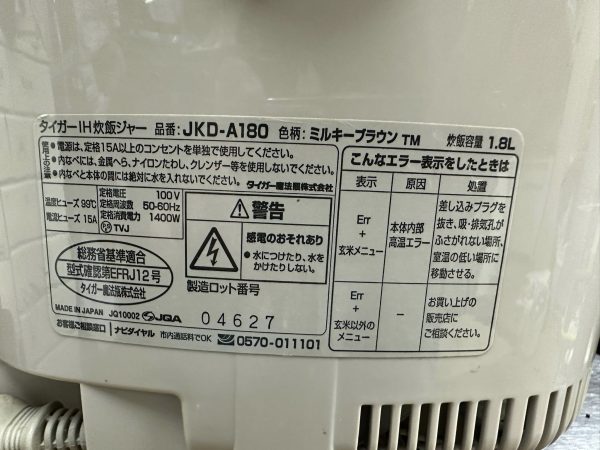 タイガーIH炊飯ジャー 品番：JKD-A180 色柄：ミルキーブラウン TM 炊飯容量 1.8L
使用上の注意
●電源は、定格15A以上のコンセントを単独で使用してください。
●内なべには、金属へら、ナイロンたわし、クレンザー等を使用しないでください。
●内なべと本体の間には絶対に水を入れないでください。 タイガー魔法瓶株式会社
温度ヒューズ 99℃
電流ヒューズ 15A
定格電圧 100V
定格周波数 50-60Hz
定格消費電力 1400W
TVJ
総務省基準適合
型式確認第EFRJ12号
タイガー魔法瓶株式会社
MADE IN JAPAN JQ10002 JQA
警告
感電のおそれあり
●水につけたり、水を
かけたりしない。
製造ロット番号
04627
お客様ご相談窓口 ナビダイヤル 市内通話料でOK 0570-011101
こんなエラー表示をしたときは
表示 原因 処置
Err
+
玄米メニュー
本体内部
高温エラー
差し込みプラグを
抜き、吸・排気孔が
ふさがれない場所、
室温の低い場所に
移動させる。
Err
+
玄米以外の
メニュー
－
お買い上げの
販売店に
ご相談ください。